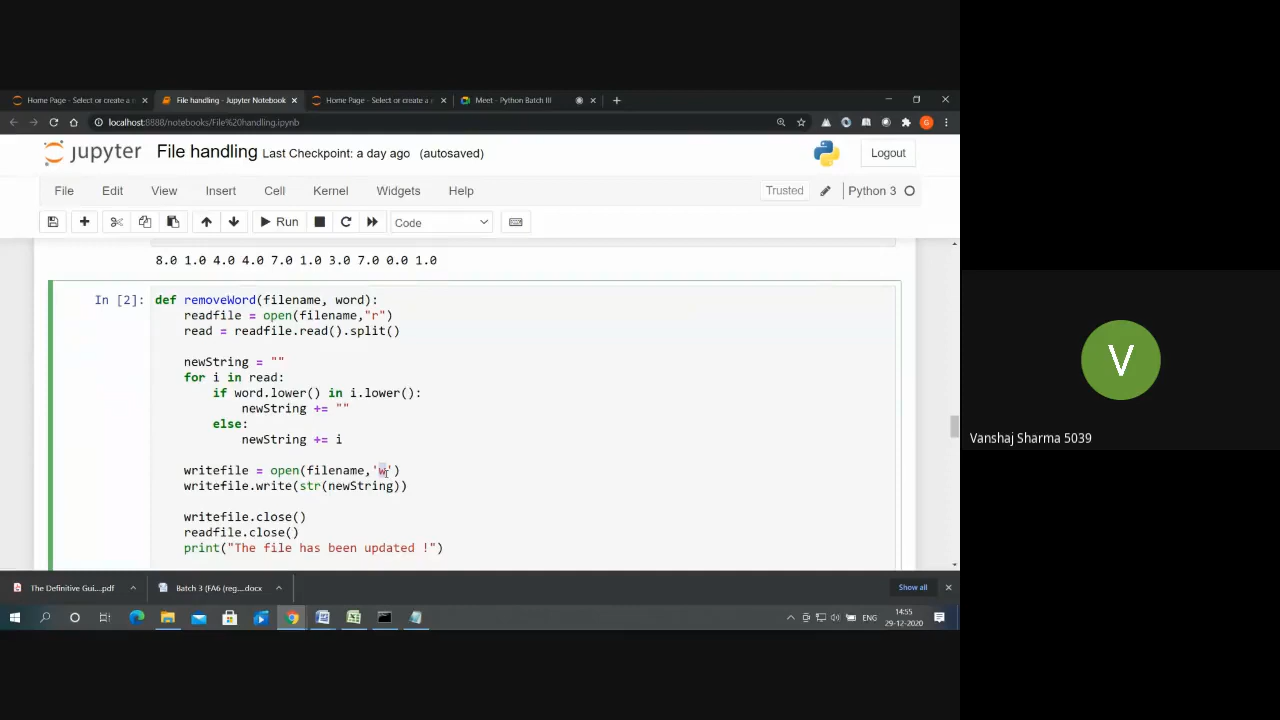 Home Page - Select or create a n
File handling - Jupyter Notebook
Home Page - Select or create a n
Meet - Python Batch III
localhost:8888/notebooks/File%20handling.ipynb
jupyter File handling Last Checkpoint: a day ago (autosaved)
Logout
File Edit View Insert Cell Kernel Widgets Help
Trusted Python 3
Run Code
8.0 1.0 4.0 4.0 7.0 1.0 3.0 7.0 0.0 1.0
In [2]: def removeWord(filename, word):
readfile = open(filename,"r")
read = readfile.read().split()
newString = ""
for i in read:
if word.lower() in i.lower():
newString += ""
else:
newString += i
writefile = open(filename,'w')
writefile.write(str(newString))
writefile.close()
readfile.close()
print("The file has been updated !")
V
Vanshaj Sharma 5039
The Definitive Gui....pdf
Batch 3 (FA6 (reg....docx
Show all
ENG
14:55
29-12-2020